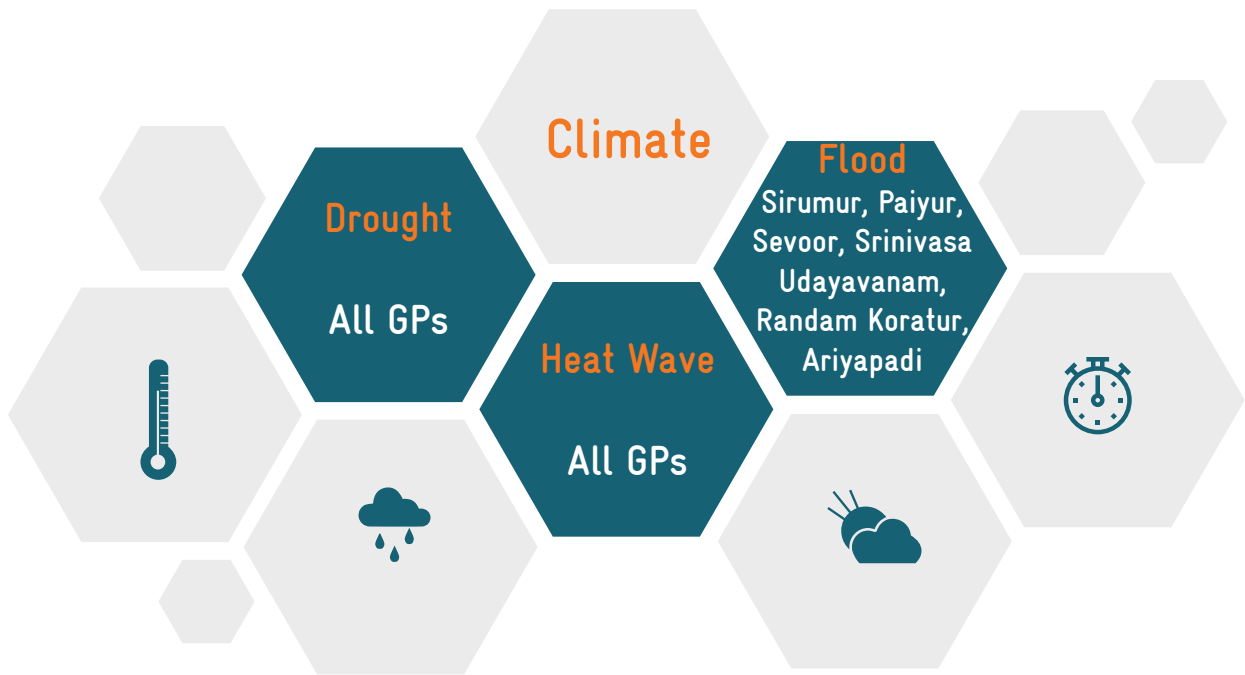 Climate
Drought
All GPs
Heat Wave
All GPs
Flood
Sirumur, Paiyur,
Sevoor, Srinivasa
Udayavanam,
Randam Koratur,
Ariyapadi